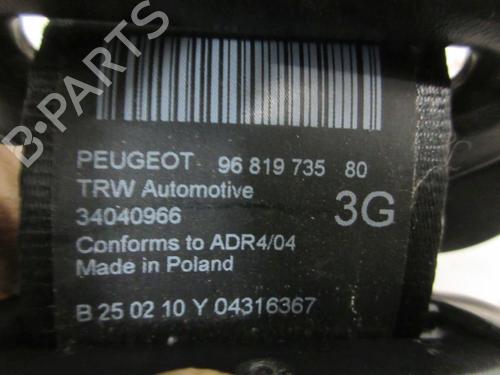 B-PARTS
PEUGEOT 96 819 735 80
TRW Automotive
34040966 3G
Conforms to ADR4/04
Made in Poland
B 25 02 10 Y 04316367